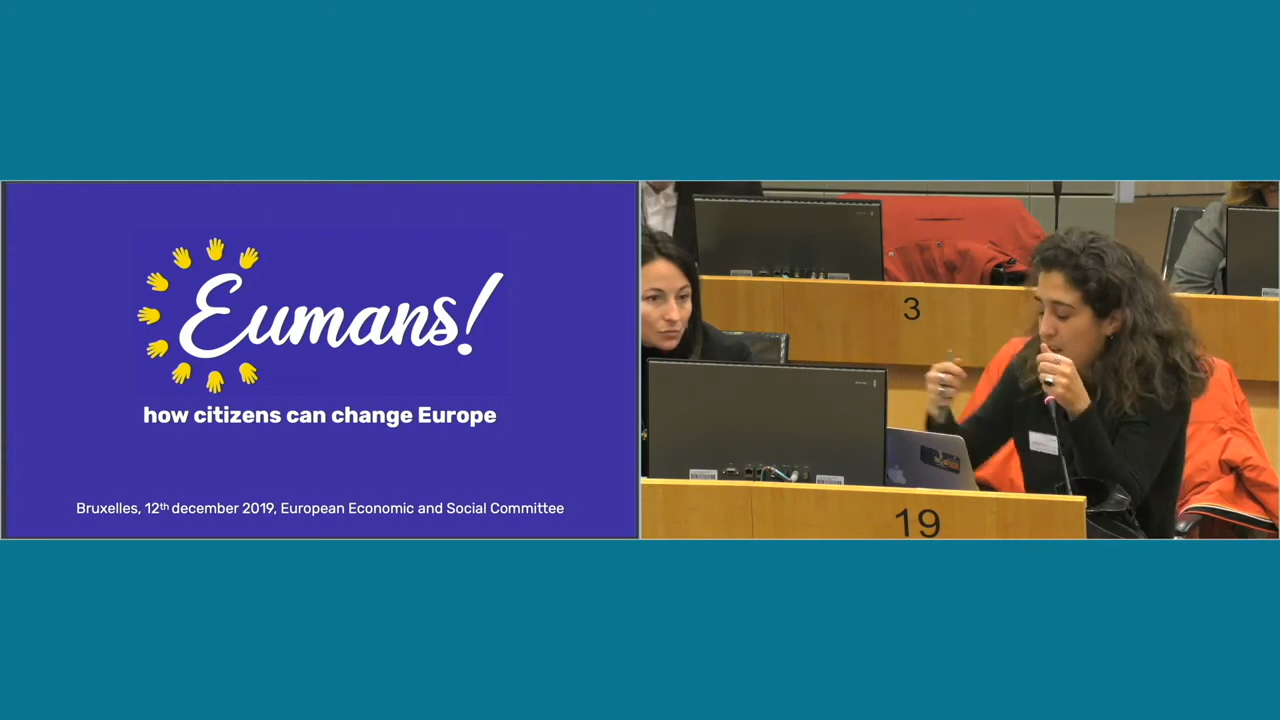 Eumans!
how citizens can change Europe
Bruxelles, 12th december 2019, European Economic and Social Committee
3
19